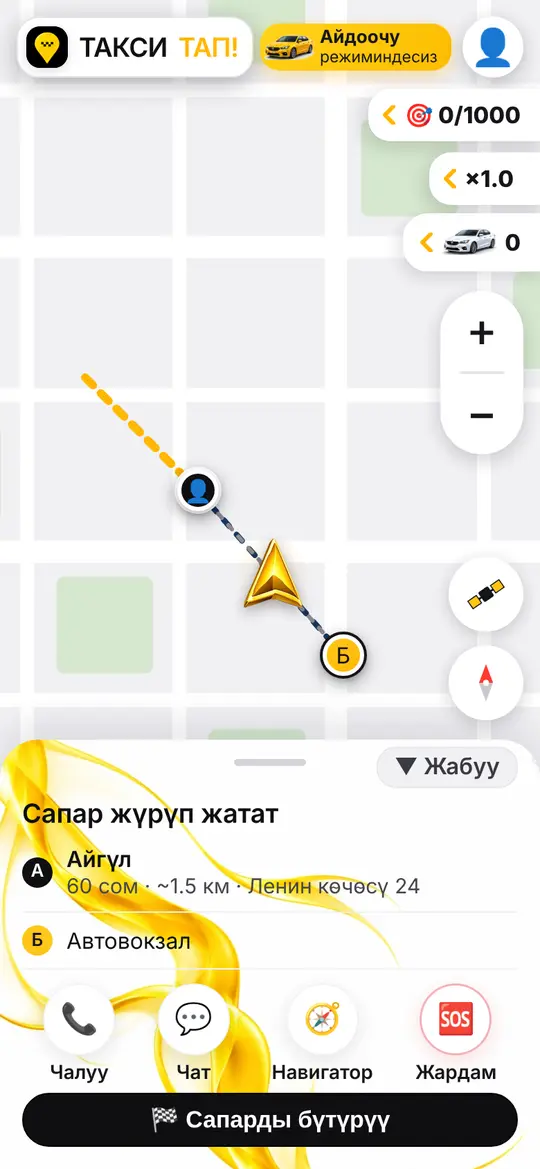 ТАКСИ ТАП!
Айдоочу
режиминдесиз
0/1000
×1.0
0
+
−
Б
▼ Жабуу
Сапар жүрүп жатат
А
Айгүл
60 сом · ~1.5 км · Ленин көчөсү 24
Б
Автовокзал
SOS
Чалуу
Чат
Навигатор
Жардам
Сапарды бүтүрүү